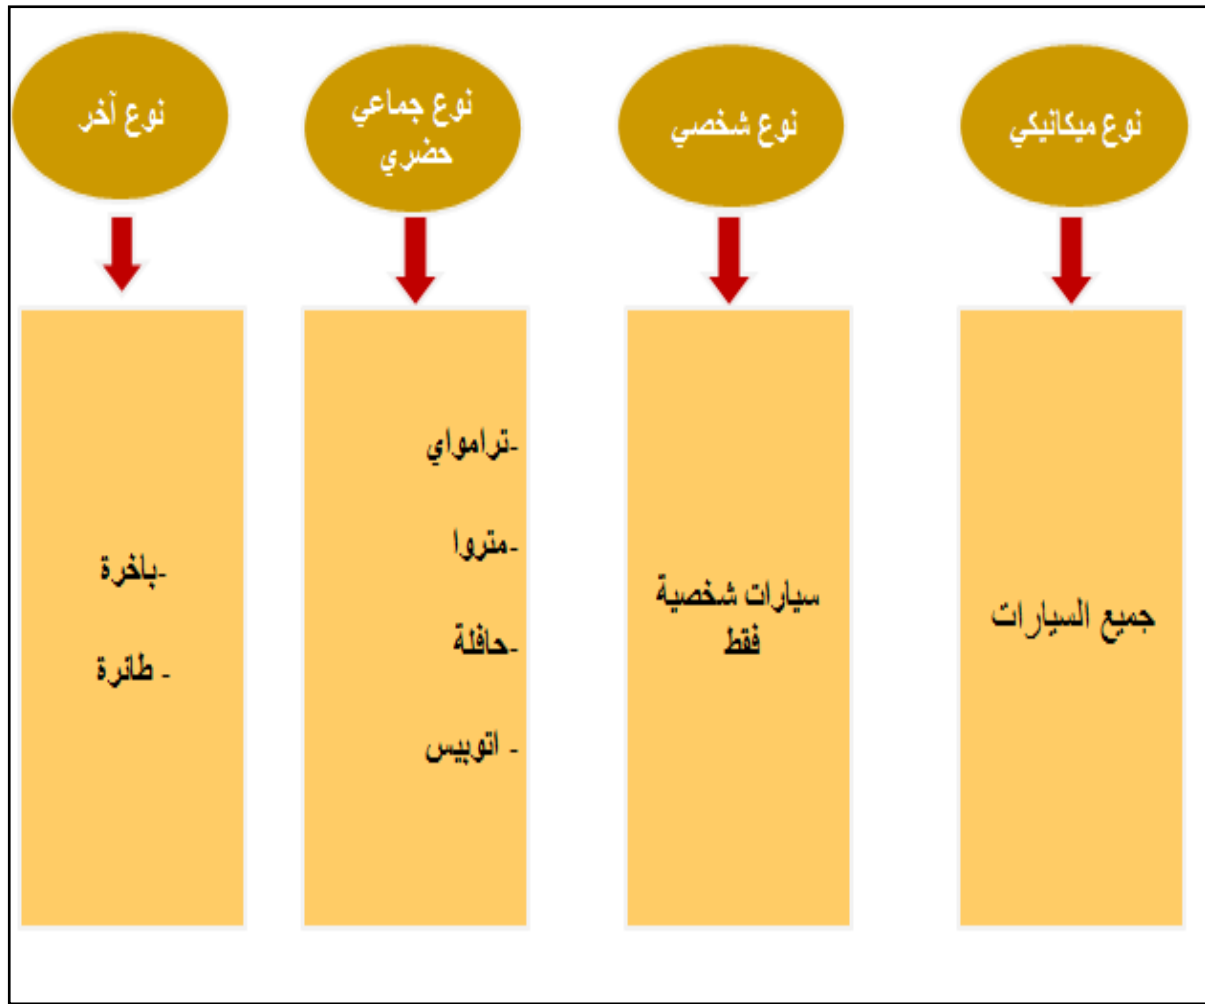 نوع ميكانيكي
نوع شخصي
نوع جماعي
حضري
نوع آخر
جميع السيارات
سيارات شخصية
فقط
-ترامواي
-متروا
-حافلة
- اتوبيس
-باخرة
- طائرة